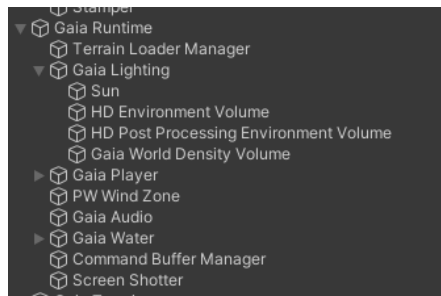 Stamper
Gaia Runtime
Terrain Loader Manager
Gaia Lighting
Sun
HD Environment Volume
HD Post Processing Environment Volume
Gaia World Density Volume
Gaia Player
PW Wind Zone
Gaia Audio
Gaia Water
Command Buffer Manager
Screen Shotter